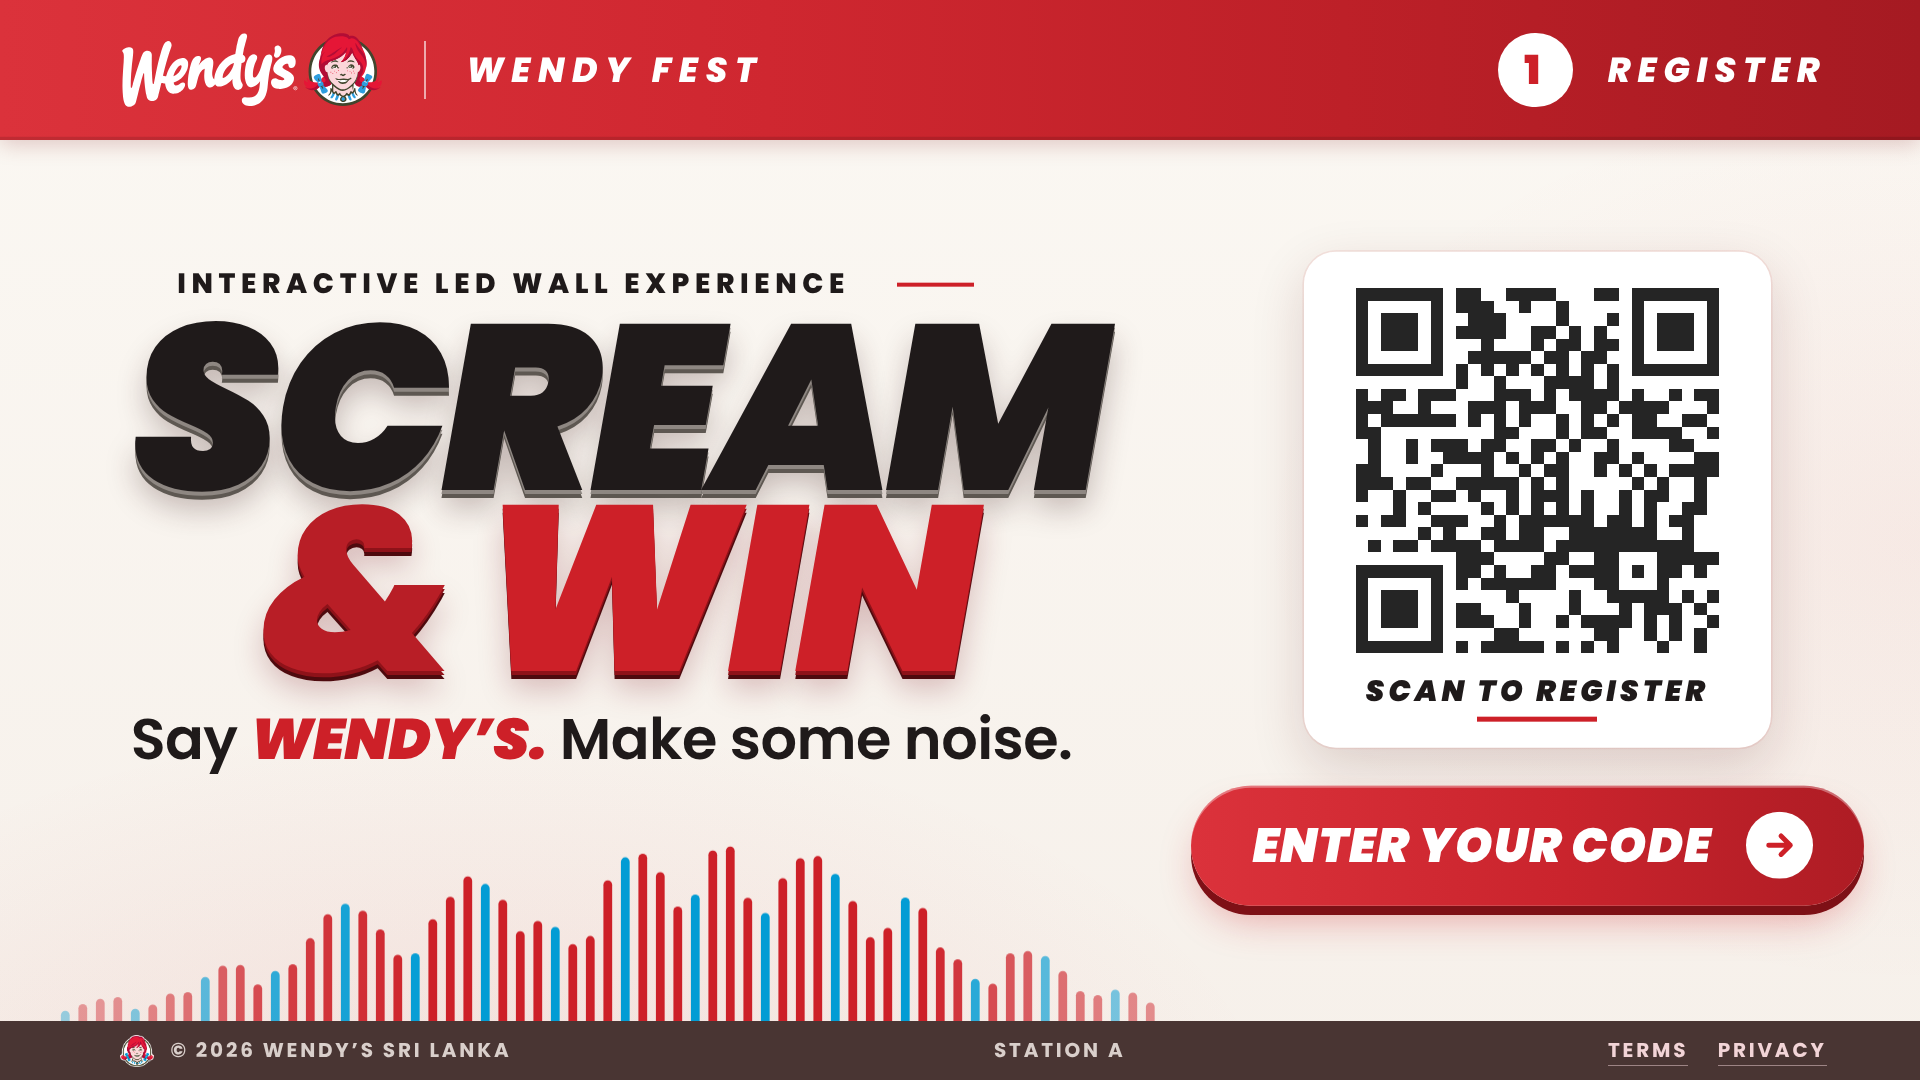 Wendy's
WENDY FEST
1 REGISTER
INTERACTIVE LED WALL EXPERIENCE
SCREAM
& WIN
Say WENDY’S. Make some noise.
SCAN TO REGISTER
ENTER YOUR CODE
© 2026 WENDY’S SRI LANKA
STATION A
TERMS PRIVACY